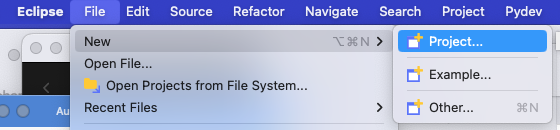 Eclipse File Edit Source Refactor Navigate Search Project Pydev
New ⌥⌘N > Project...
Open File...
Example...
Open Projects from File System...
Recent Files > Other... ⌘N
Au